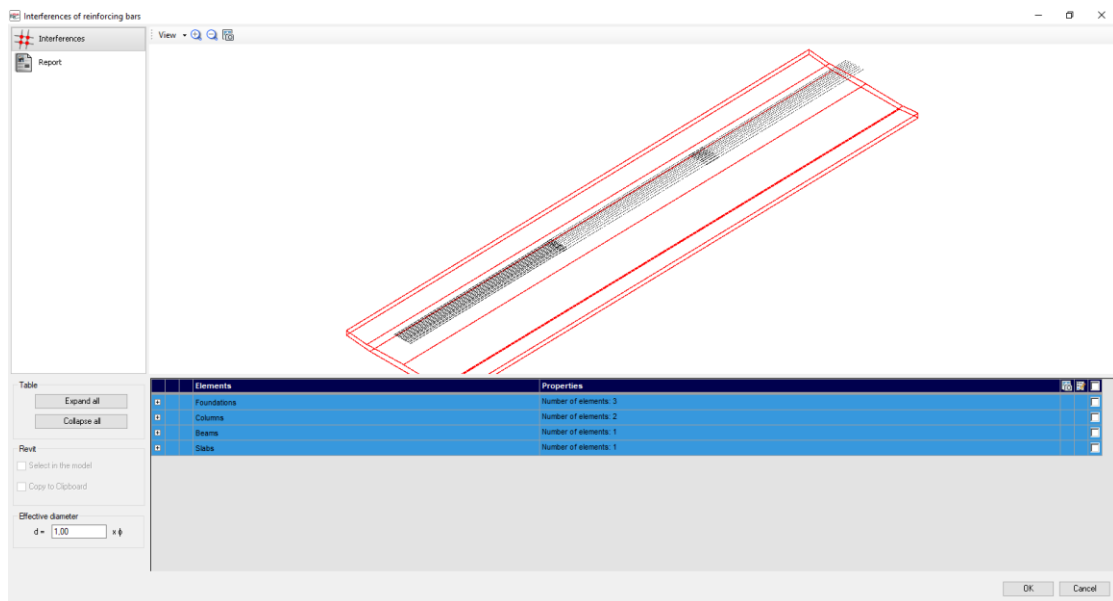 Interferences of reinforcing bars
Interferences
Report
View
Table
Expand all
Collapse all
Revit
Select in the model
Copy to Clipboard
Effective diameter
d = 1.00 x ϕ
Elements Properties
Foundations Number of elements: 3
Columns Number of elements: 2
Beams Number of elements: 1
Slabs Number of elements: 1
OK Cancel